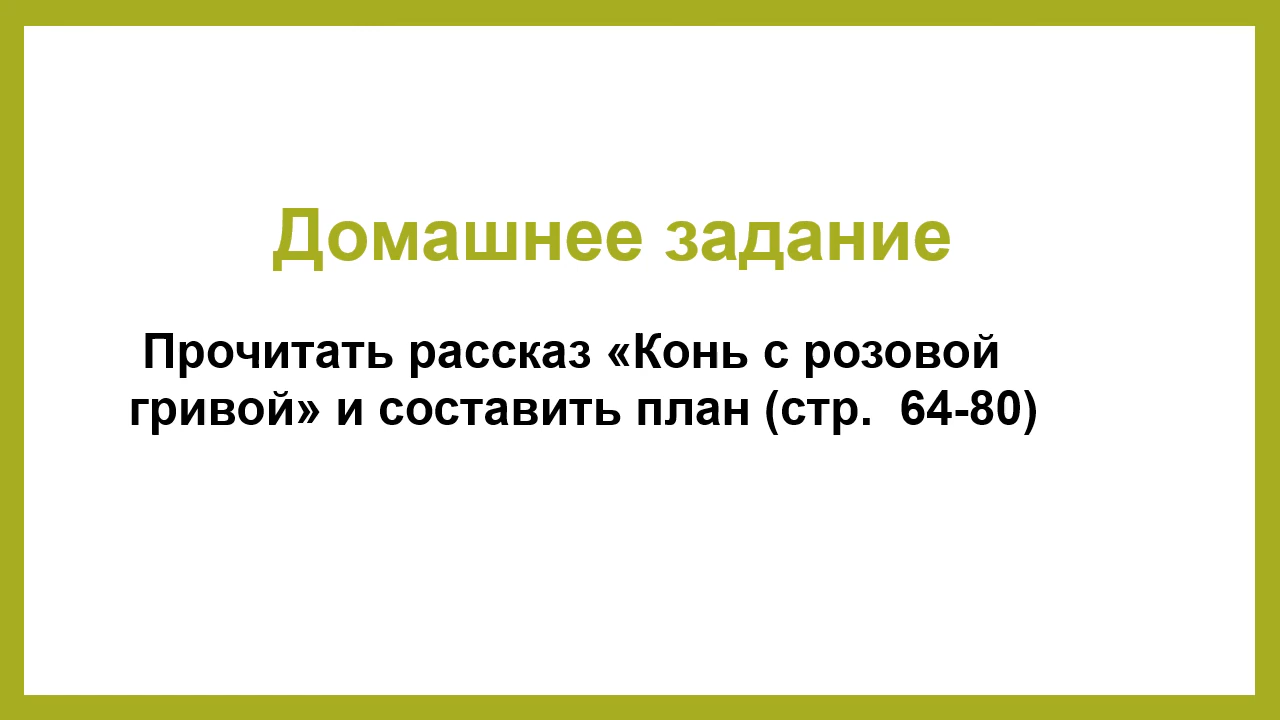 Домашнее задание
Прочитать рассказ «Конь с розовой
гривой» и составить план (стр.  64-80)